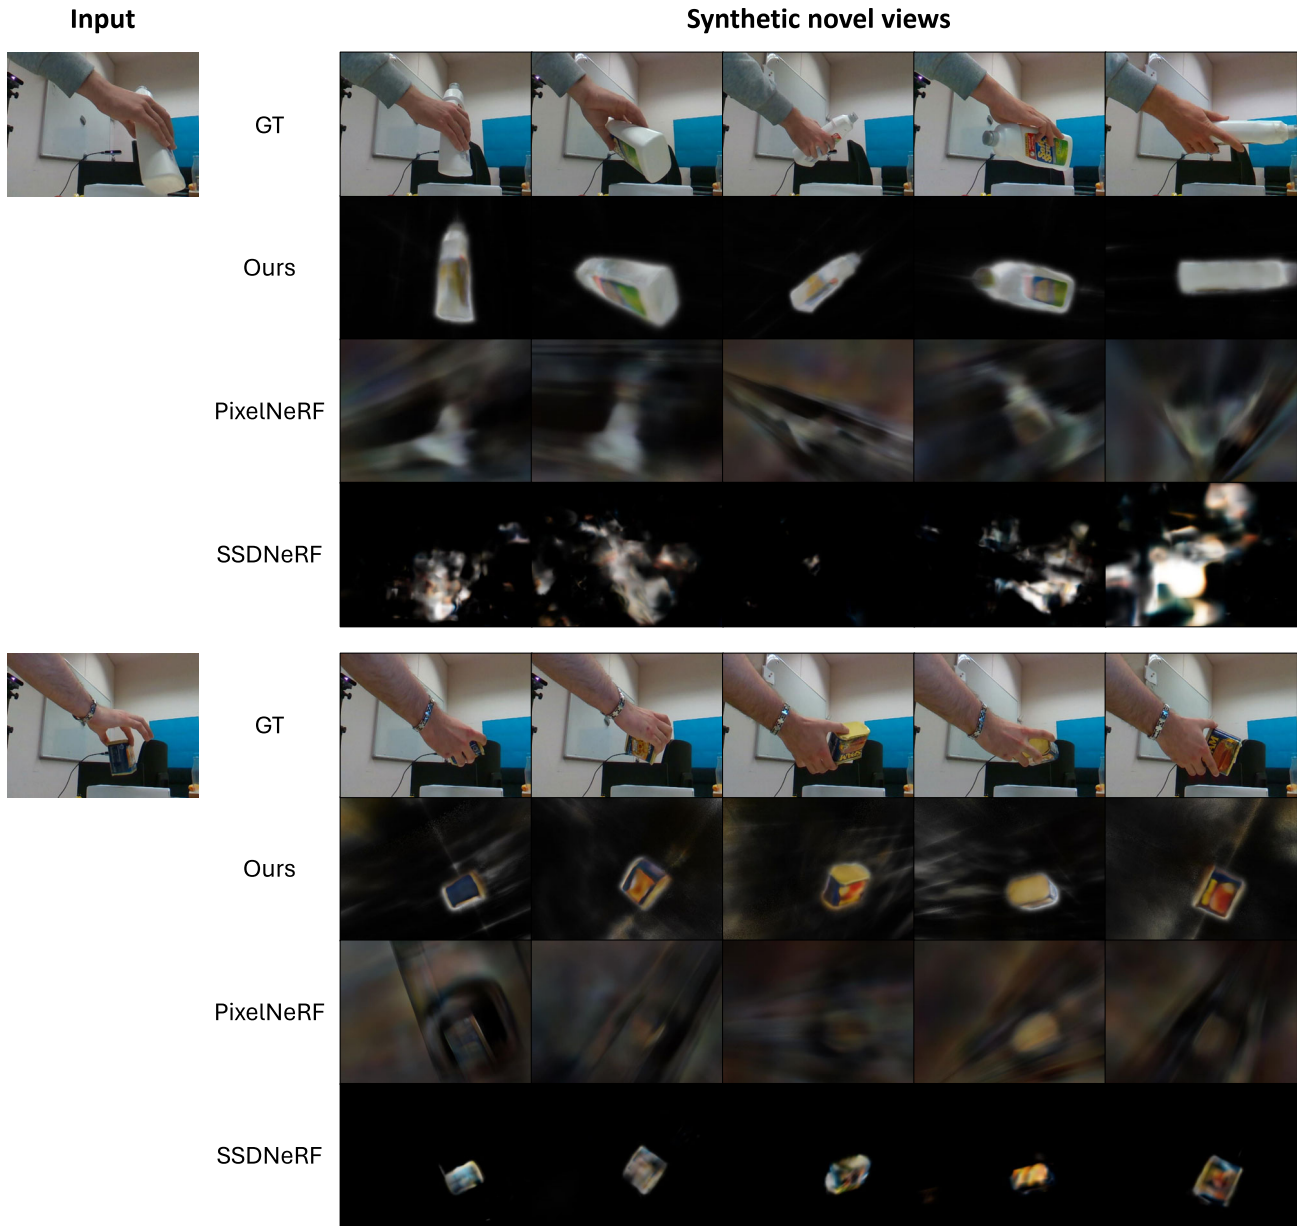 Input
Synthetic novel views
GT
Ours
PixelNeRF
SSDNeRF
GT
Ours
PixelNeRF
SSDNeRF